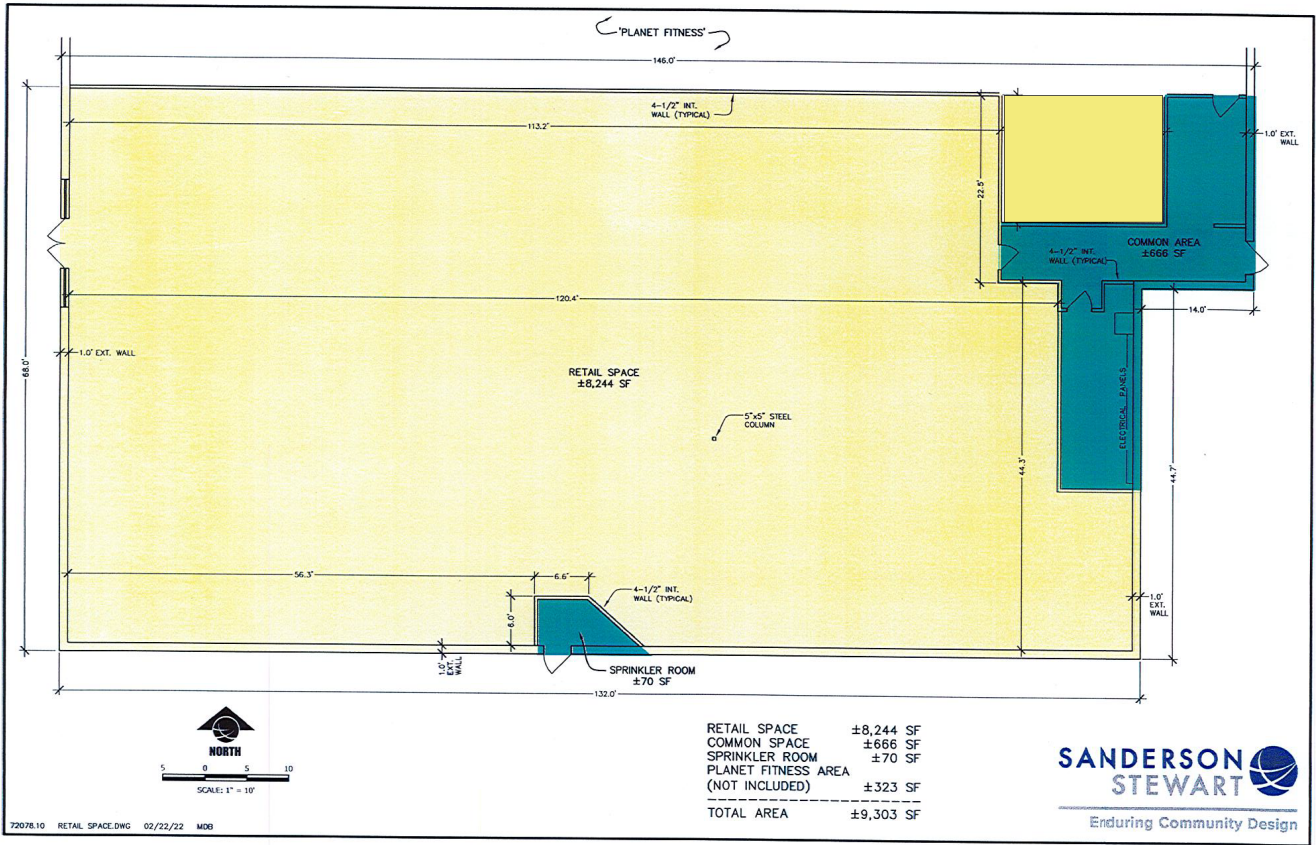 'PLANET FITNESS'
146.0'
4-1/2" INT.
WALL (TYPICAL)
113.2'
1.0' EXT.
WALL
22.5'
COMMON AREA
±666 SF
4-1/2" INT.
WALL (TYPICAL)
120.4'
14.0'
68.0'
1.0' EXT. WALL
RETAIL SPACE
±8,244 SF
ELECTRICAL PANELS
5"x5" STEEL
COLUMN
44.3'
44.7'
56.3'
6.6'
4-1/2" INT.
WALL (TYPICAL)
6.0'
1.0'
EXT.
WALL
1.0'
EXT.
WALL
SPRINKLER ROOM
±70 SF
132.0'
NORTH
5 0 5 10
SCALE: 1" = 10'
RETAIL SPACE ±8,244 SF
COMMON SPACE ±666 SF
SPRINKLER ROOM ±70 SF
PLANET FITNESS AREA
(NOT INCLUDED) ±323 SF
TOTAL AREA ±9,303 SF
SANDERSON
STEWART
Enduring Community Design
72078.10 RETAIL SPACE.DWG 02/22/22 MDB